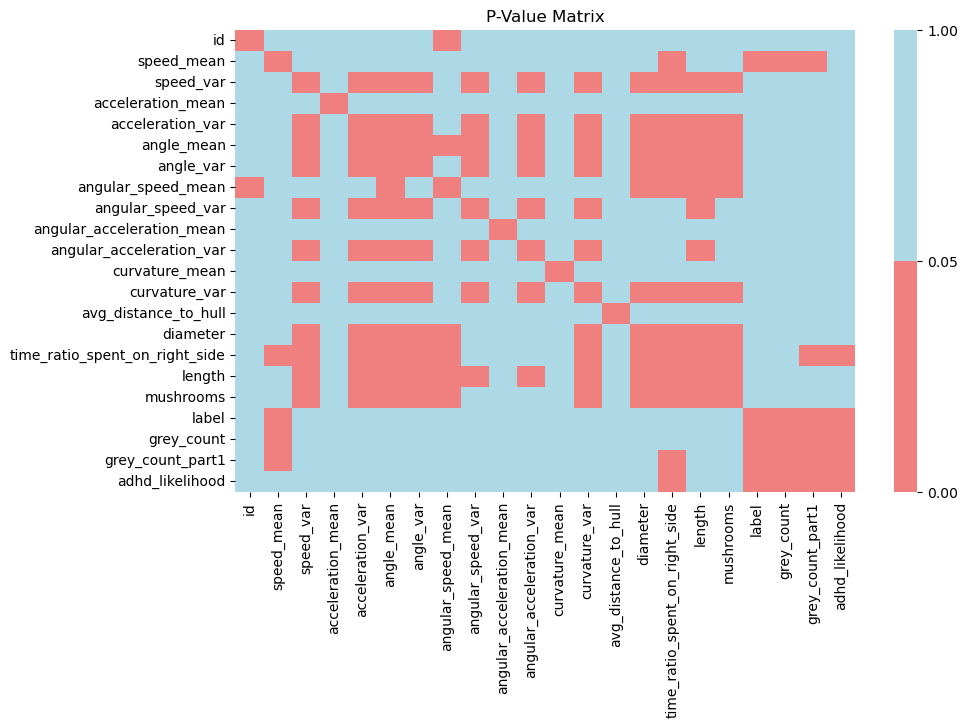 P-Value Matrix
id
speed_mean
speed_var
acceleration_mean
acceleration_var
angle_mean
angle_var
angular_speed_mean
angular_speed_var
angular_acceleration_mean
angular_acceleration_var
curvature_mean
curvature_var
avg_distance_to_hull
diameter
time_ratio_spent_on_right_side
length
mushrooms
label
grey_count
grey_count_part1
adhd_likelihood
id
speed_mean
speed_var
acceleration_mean
acceleration_var
angle_mean
angle_var
angular_speed_mean
angular_speed_var
angular_acceleration_mean
angular_acceleration_var
curvature_mean
curvature_var
avg_distance_to_hull
diameter
time_ratio_spent_on_right_side
length
mushrooms
label
grey_count
grey_count_part1
adhd_likelihood
1.00
0.05
0.00